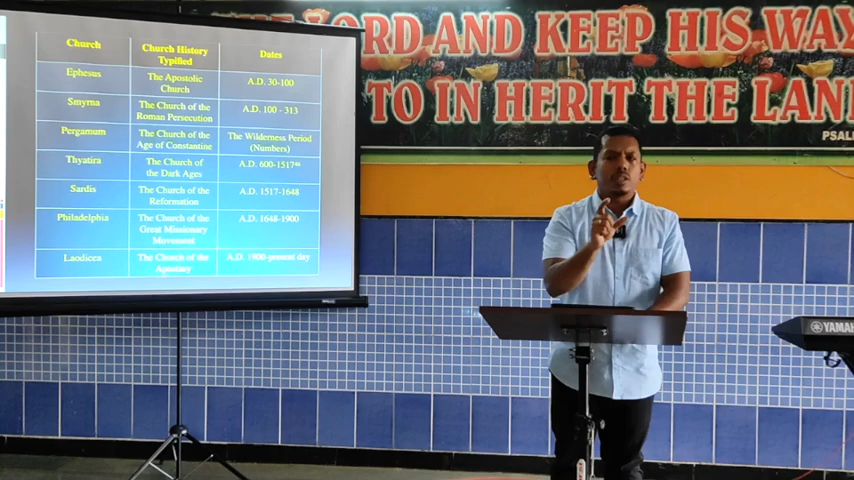 THE LORD AND KEEP HIS WAY
TO IN HERIT THE LAN
PSAL
Church Church History Typified Dates
Ephesus The Apostolic Church A.D. 30-100
Smyrna The Church of the Roman Persecution A.D. 100 - 313
Pergamum The Church of the Age of Constantine The Wilderness Period (Numbers)
Thyatira The Church of the Dark Ages A.D. 600-1517
Sardis The Church of the Reformation A.D. 1517-1648
Philadelphia The Church of the Great Missionary Movement A.D. 1648-1900
Laodicea The Church of the Apostasy A.D. 1900-present day
YAMAH